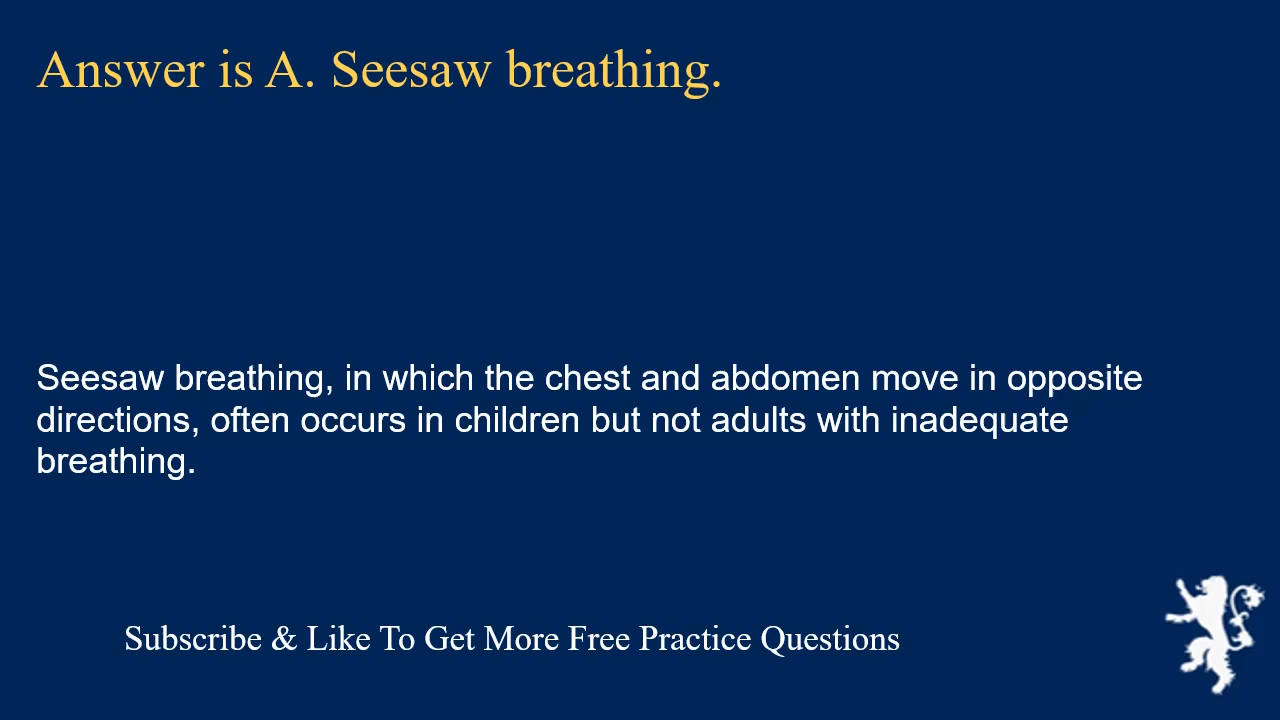 Answer is A. Seesaw breathing.
Seesaw breathing, in which the chest and abdomen move in opposite
directions, often occurs in children but not adults with inadequate
breathing.
Subscribe & Like To Get More Free Practice Questions